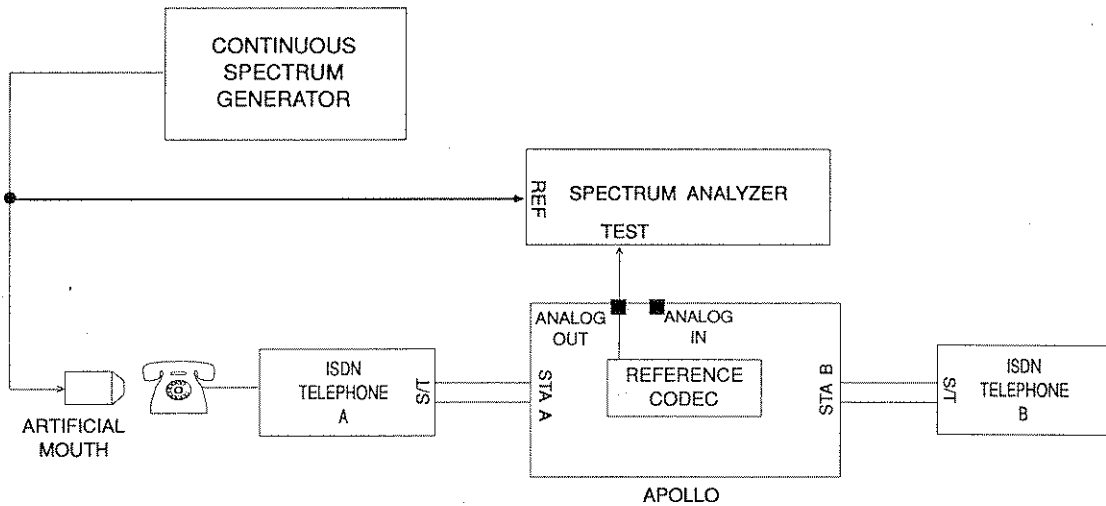 CONTINUOUS
SPECTRUM
GENERATOR
REF
SPECTRUM ANALYZER
TEST
ANALOG
OUT
ANALOG
IN
ARTIFICIAL
MOUTH
ISDN
TELEPHONE
A
S/T
STA A
REFERENCE
CODEC
STA B
S/T
ISDN
TELEPHONE
B
APOLLO